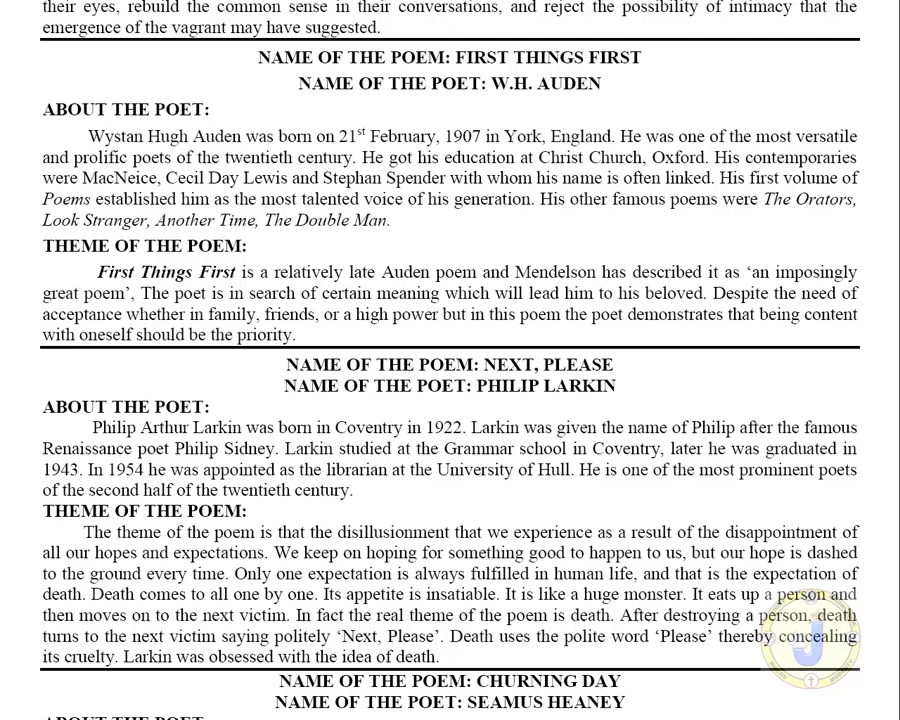 their eyes, rebuild the common sense in their conversations, and reject the possibility of intimacy that the
emergence of the vagrant may have suggested.
NAME OF THE POEM: FIRST THINGS FIRST
NAME OF THE POET: W.H. AUDEN
ABOUT THE POET:
Wystan Hugh Auden was born on 21st February, 1907 in York, England. He was one of the most versatile
and prolific poets of the twentieth century. He got his education at Christ Church, Oxford. His contemporaries
were MacNeice, Cecil Day Lewis and Stephan Spender with whom his name is often linked. His first volume of
Poems established him as the most talented voice of his generation. His other famous poems were The Orators,
Look Stranger, Another Time, The Double Man.
THEME OF THE POEM:
First Things First is a relatively late Auden poem and Mendelson has described it as ‘an imposingly
great poem’, The poet is in search of certain meaning which will lead him to his beloved. Despite the need of
acceptance whether in family, friends, or a high power but in this poem the poet demonstrates that being content
with oneself should be the priority.
NAME OF THE POEM: NEXT, PLEASE
NAME OF THE POET: PHILIP LARKIN
ABOUT THE POET:
Philip Arthur Larkin was born in Coventry in 1922. Larkin was given the name of Philip after the famous
Renaissance poet Philip Sidney. Larkin studied at the Grammar school in Coventry, later he was graduated in
1943. In 1954 he was appointed as the librarian at the University of Hull. He is one of the most prominent poets
of the second half of the twentieth century.
THEME OF THE POEM:
The theme of the poem is that the disillusionment that we experience as a result of the disappointment of
all our hopes and expectations. We keep on hoping for something good to happen to us, but our hope is dashed
to the ground every time. Only one expectation is always fulfilled in human life, and that is the expectation of
death. Death comes to all one by one. Its appetite is insatiable. It is like a huge monster. It eats up a person and
then moves on to the next victim. In fact the real theme of the poem is death. After destroying a person, death
turns to the next victim saying politely ‘Next, Please’. Death uses the polite word ‘Please’ thereby concealing
its cruelty. Larkin was obsessed with the idea of death.
NAME OF THE POEM: CHURNING DAY
NAME OF THE POET: SEAMUS HEANEY
ABOUT THE POET: